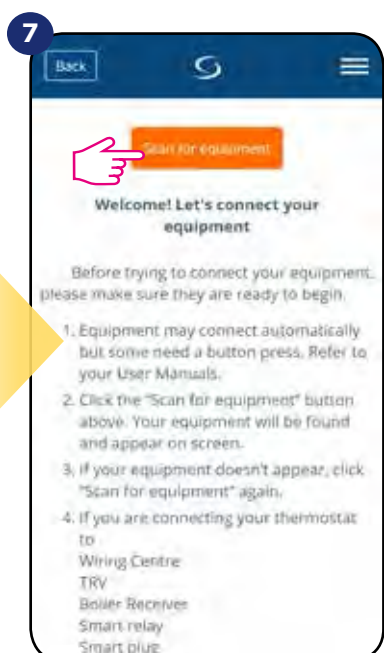 7
Back
Scan for equipment
Welcome! Let's connect your
equipment
Before trying to connect your equipment,
please make sure they are ready to begin.
1. Equipment may connect automatically
but some need a button press. Refer to
your User Manuals.
2. Click the "Scan for equipment" button
above. Your equipment will be found
and appear on screen.
3. If your equipment doesn't appear, click
"Scan for equipment" again.
4. If you are connecting your thermostat
to
Wiring Centre
TRV
Boiler Receiver
Smart relay
Smart plug